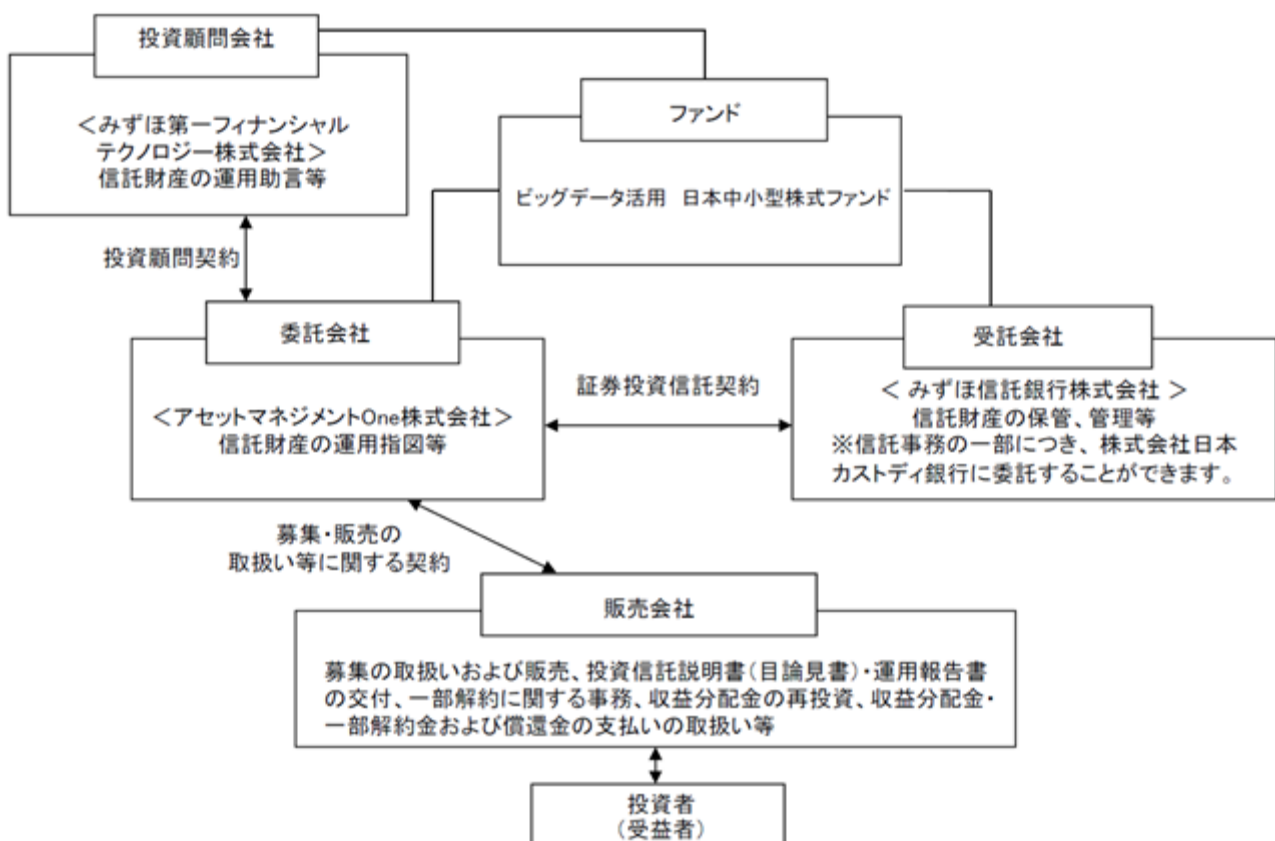 投資顧問会社
＜みずほ第一フィナンシャル
テクノロジー株式会社＞
信託財産の運用助言等
ファンド
ビッグデータ活用　日本中小型株式ファンド
投資顧問契約
委託会社
＜アセットマネジメントOne株式会社＞
信託財産の運用指図等
証券投資信託契約
受託会社
＜ みずほ信託銀行株式会社 ＞
信託財産の保管、管理等
※信託事務の一部につき、株式会社日本
カストディ銀行に委託することができます。
募集・販売の
取扱い等に関する契約
販売会社
募集の取扱いおよび販売、投資信託説明書（目論見書）・運用報告書
の交付、一部解約に関する事務、収益分配金の再投資、収益分配金・
一部解約金および償還金の支払いの取扱い等
投資者
（受益者）